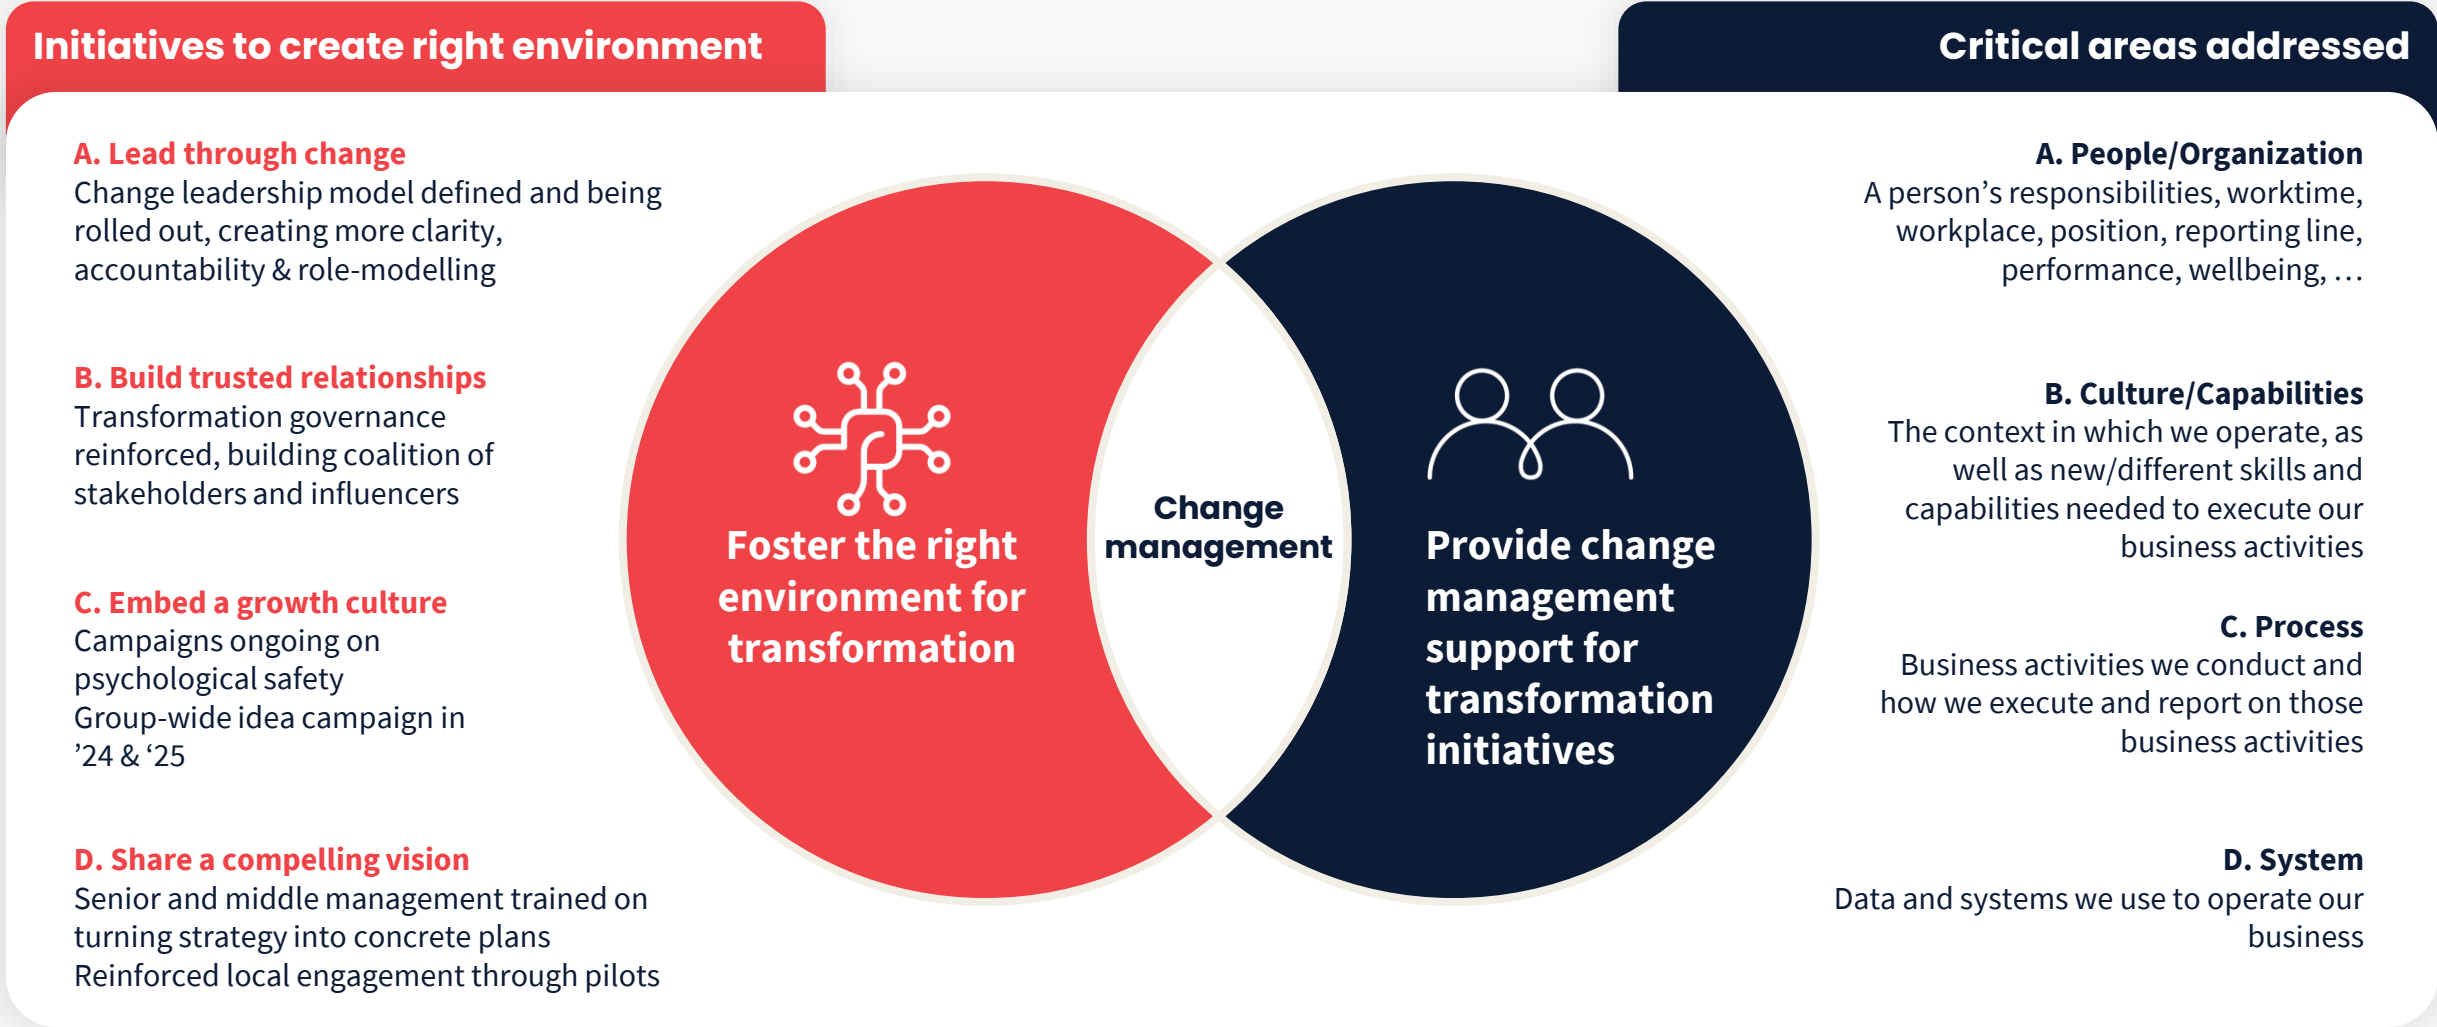 Initiatives to create right environment
Critical areas addressed
A. Lead through change
Change leadership model defined and being
rolled out, creating more clarity,
accountability & role-modelling
B. Build trusted relationships
Transformation governance
reinforced, building coalition of
stakeholders and influencers
C. Embed a growth culture
Campaigns ongoing on
psychological safety
Group-wide idea campaign in
’24 & ‘25
D. Share a compelling vision
Senior and middle management trained on
turning strategy into concrete plans
Reinforced local engagement through pilots
Foster the right
environment for
transformation
Change
management
Provide change
management
support for
transformation
initiatives
A. People/Organization
A person’s responsibilities, worktime,
workplace, position, reporting line,
performance, wellbeing, …
B. Culture/Capabilities
The context in which we operate, as
well as new/different skills and
capabilities needed to execute our
business activities
C. Process
Business activities we conduct and
how we execute and report on those
business activities
D. System
Data and systems we use to operate our
business